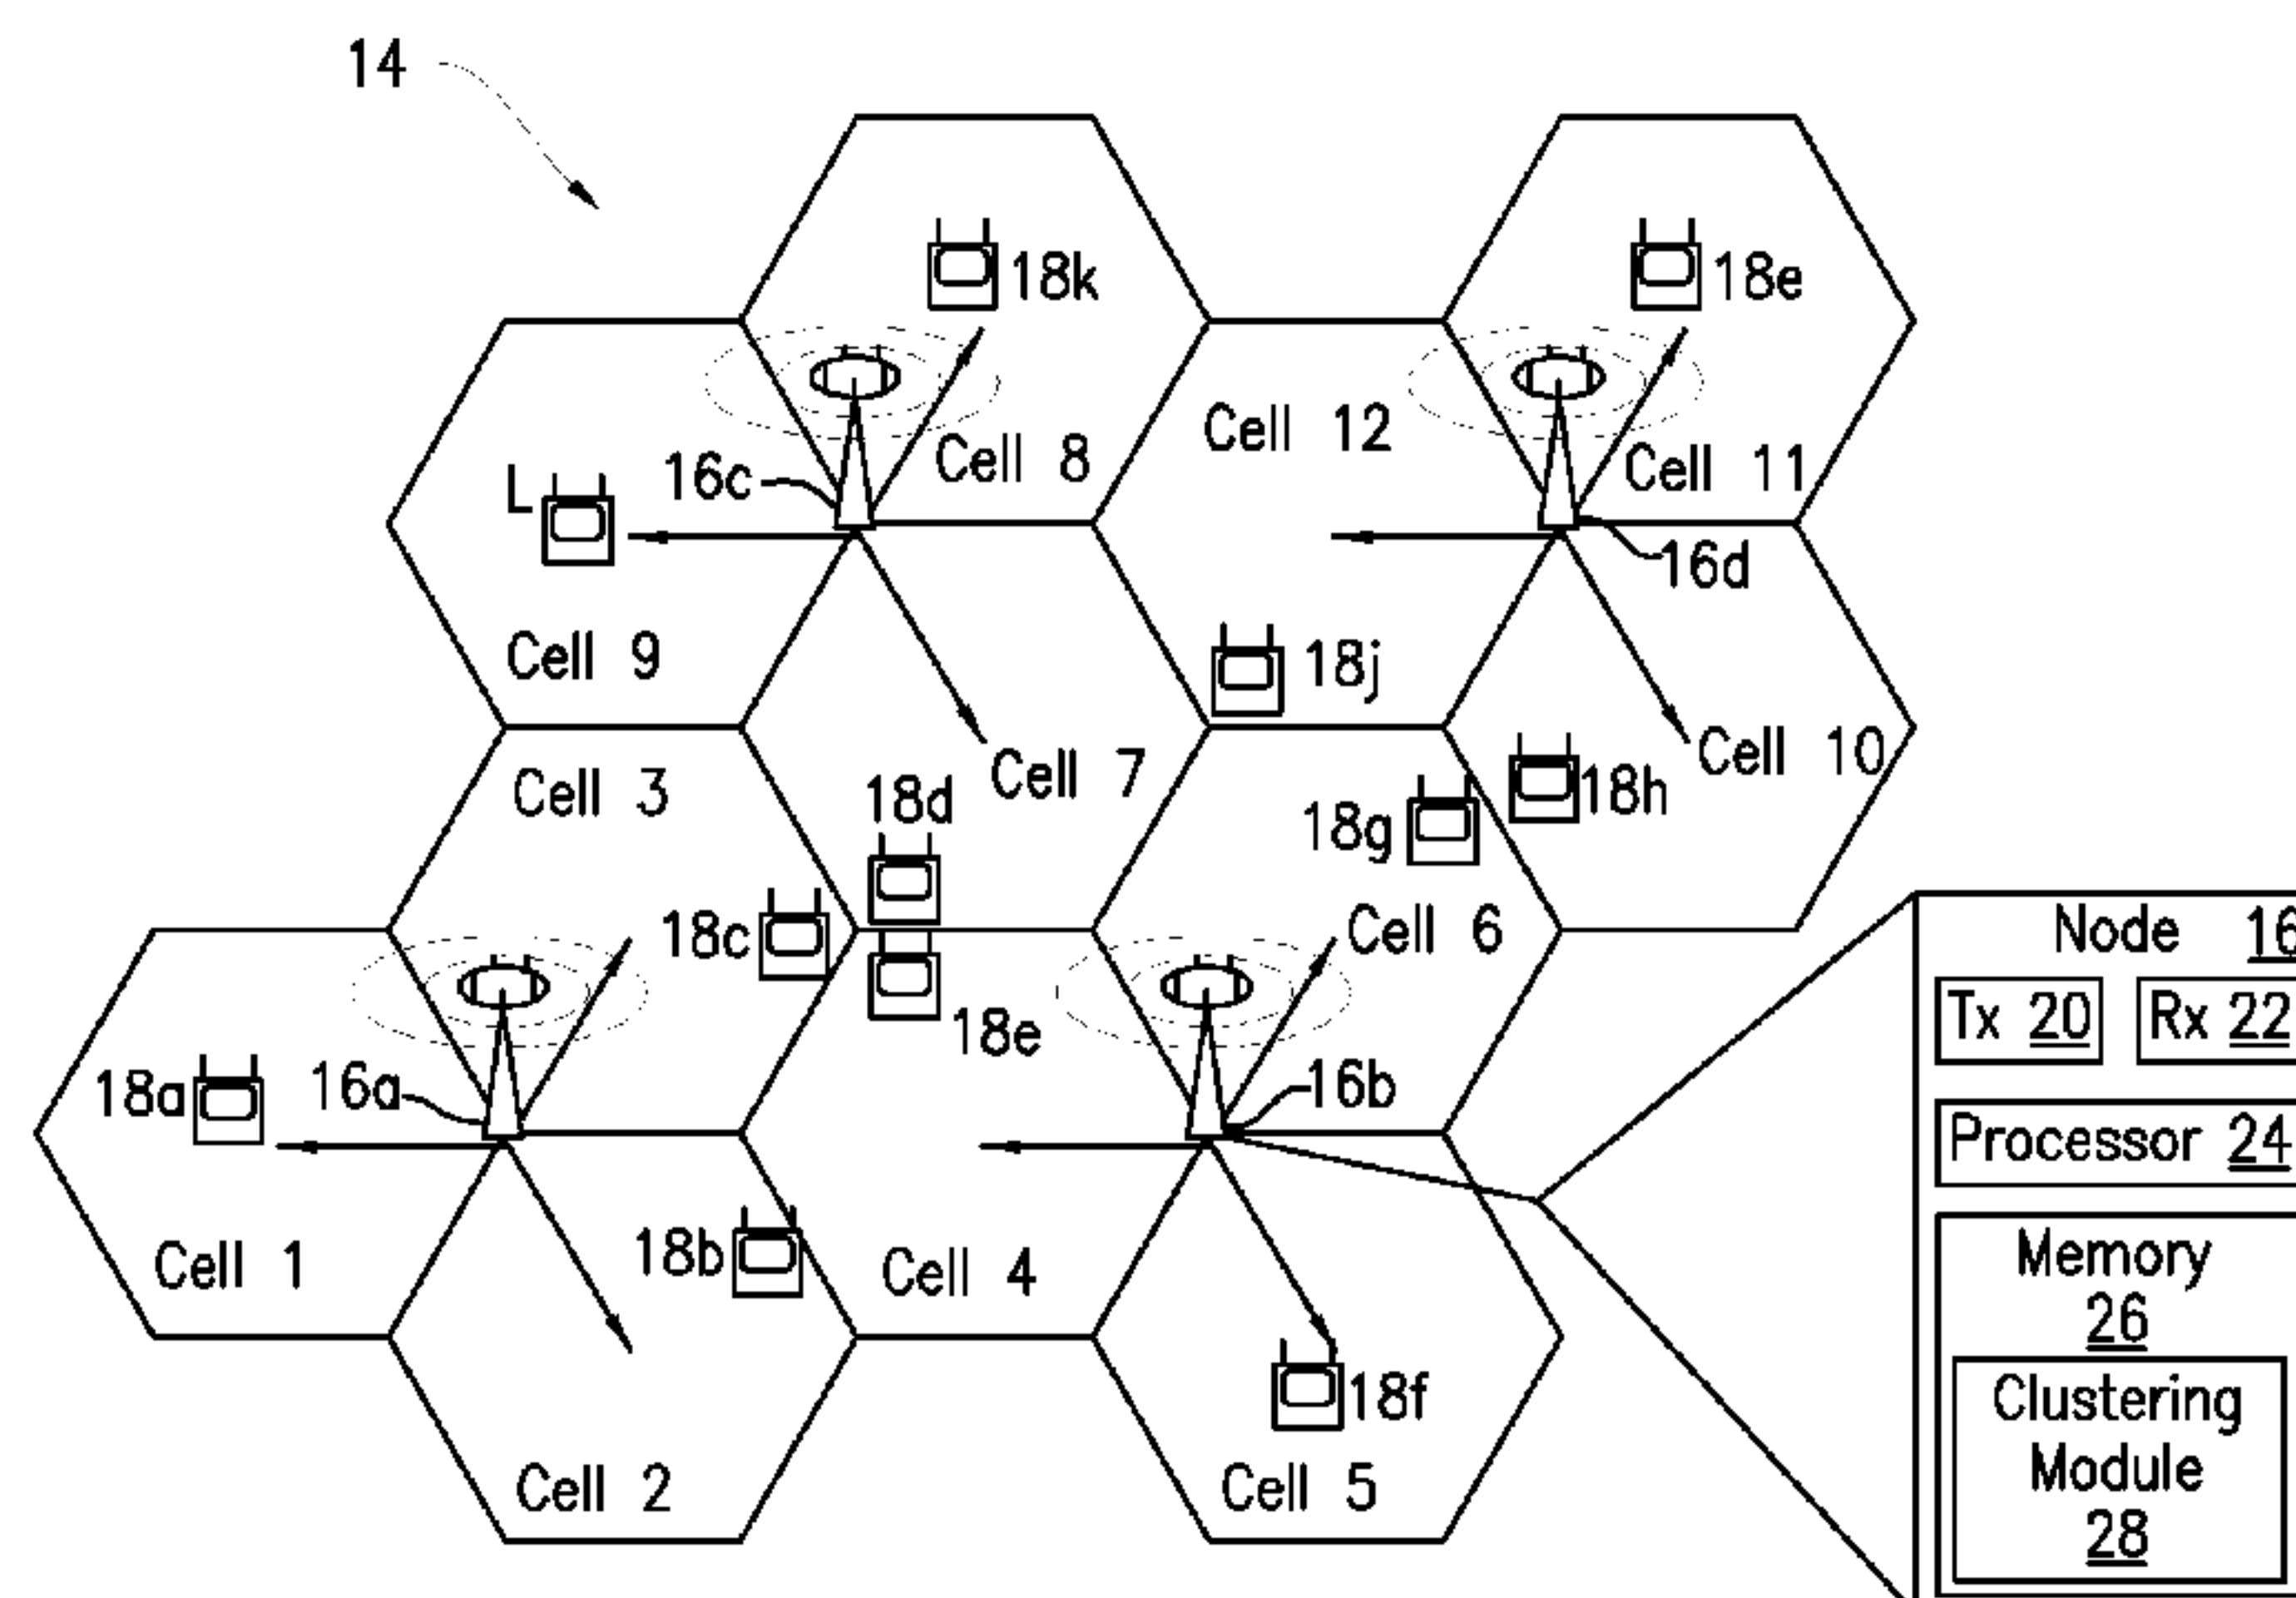 14
18k
18e
Cell 12
Cell 8
16c
Cell 11
L
16d
Cell 9
18j
Cell 7
Cell 10
Cell 3
18d
18h
18g
18c
Cell 6
Node 16
18e
Tx 20
Rx 22
18a
16a
16b
Processor 24
18b
Cell 1
Cell 4
Memory
26
18f
Clustering
Module
28
Cell 2
Cell 5